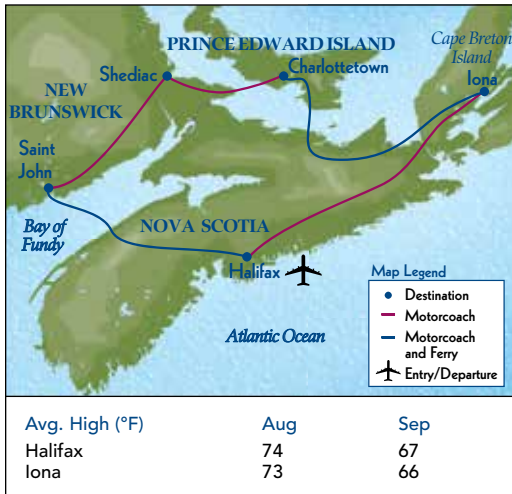 PRINCE EDWARD ISLAND
Cape Breton
Island
Shediac
Charlottetown
Iona
NEW
BRUNSWICK
Saint
John
Bay of
Fundy
NOVA SCOTIA
Halifax
Atlantic Ocean
Map Legend
Destination
Motorcoach
Motorcoach
and Ferry
Entry/Departure
Avg. High (°F) Aug Sep
Halifax 74 67
Iona 73 66